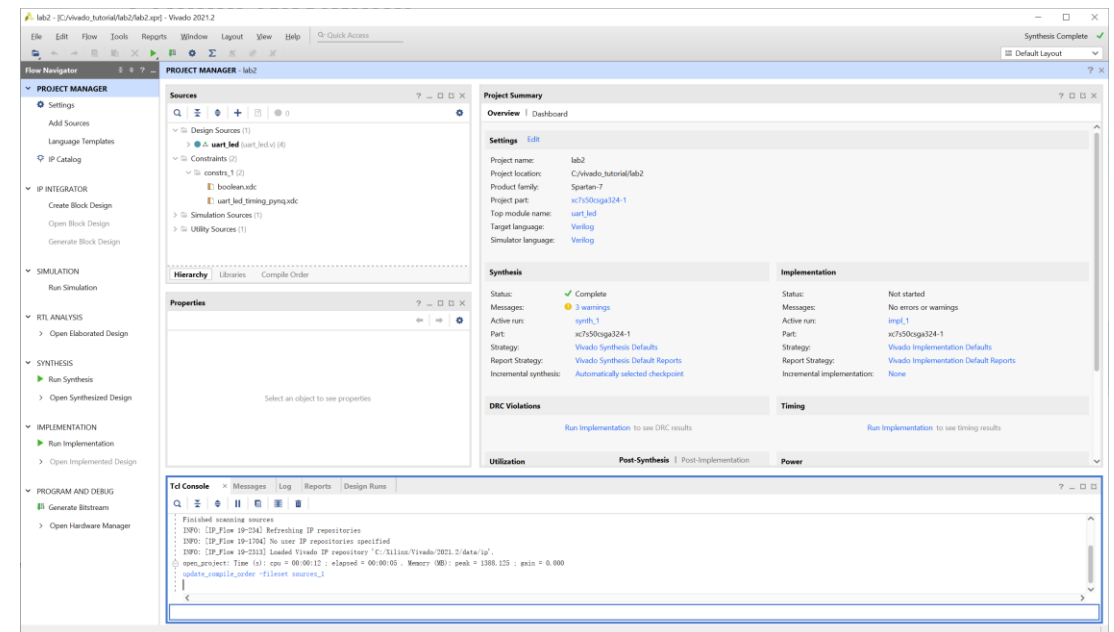 lab2 - [C:/vivado_tutorial/lab2/lab2.xpr] - Vivado 2021.2
File Edit Flow Tools Reports Window Layout View Help Quick Access
Synthesis Complete
Default Layout
Flow Navigator
PROJECT MANAGER - lab2
PROJECT MANAGER
Settings
Add Sources
Language Templates
IP Catalog
IP INTEGRATOR
Create Block Design
Open Block Design
Generate Block Design
SIMULATION
Run Simulation
RTL ANALYSIS
Open Elaborated Design
SYNTHESIS
Run Synthesis
Open Synthesized Design
IMPLEMENTATION
Run Implementation
Open Implemented Design
PROGRAM AND DEBUG
Generate Bitstream
Open Hardware Manager
Sources
0
Design Sources (1)
uart_led (uart_led.v) (4)
Constraints (2)
constrs_1 (2)
boolean.xdc
uart_led_timing_pynq.xdc
Simulation Sources (1)
Utility Sources (1)
Hierarchy Libraries Compile Order
Properties
Select an object to see properties
Project Summary
Overview | Dashboard
Settings Edit
Project name: lab2
Project location: C:/vivado_tutorial/lab2
Product family: Spartan-7
Project part: xc7s50csga324-1
Top module name: uart_led
Target language: Verilog
Simulator language: Verilog
Synthesis
Status: Complete
Messages: 3 warnings
Active run: synth_1
Part: xc7s50csga324-1
Strategy: Vivado Synthesis Defaults
Report Strategy: Vivado Synthesis Default Reports
Incremental synthesis: Automatically selected checkpoint
Implementation
Status: Not started
Messages: No errors or warnings
Active run: impl_1
Part: xc7s50csga324-1
Strategy: Vivado Implementation Defaults
Report Strategy: Vivado Implementation Default Reports
Incremental implementation: None
DRC Violations
Run Implementation to see DRC results
Timing
Run Implementation to see timing results
Utilization Post-Synthesis | Post-Implementation
Power
Tcl Console Messages Log Reports Design Runs
Finished scanning sources
INFO: [IP_Flow 19-234] Refreshing IP repositories
INFO: [IP_Flow 19-1704] No user IP repositories specified
INFO: [IP_Flow 19-2313] Loaded Vivado IP repository 'C:/Xilinx/Vivado/2021.2/data/ip'.
open_project: Time (s): cpu = 00:00:12 ; elapsed = 00:00:05 . Memory (MB): peak = 1388.125 ; gain = 0.000
update_compile_order -fileset sources_1